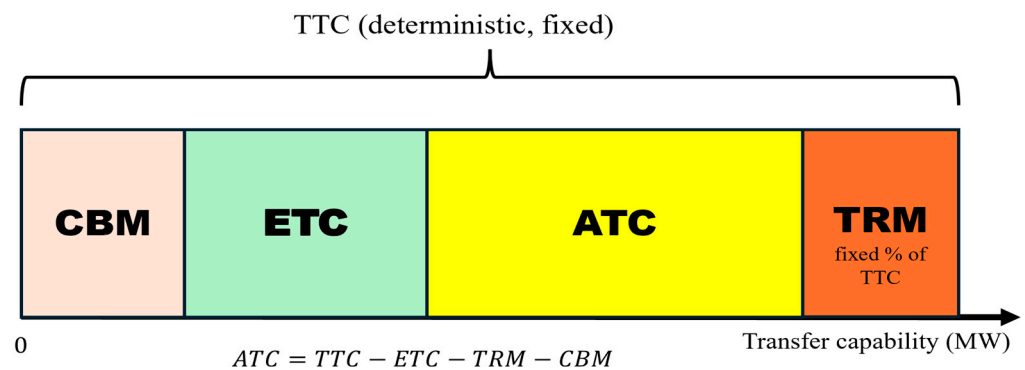 TTC (deterministic, fixed)
CBM
ETC
ATC
TRM
fixed % of
TTC
0
Transfer capability (MW)
𝐴𝑇𝐶 = 𝑇𝑇𝐶 − 𝐸𝑇𝐶 − 𝑇𝑅𝑀 − 𝐶𝐵𝑀